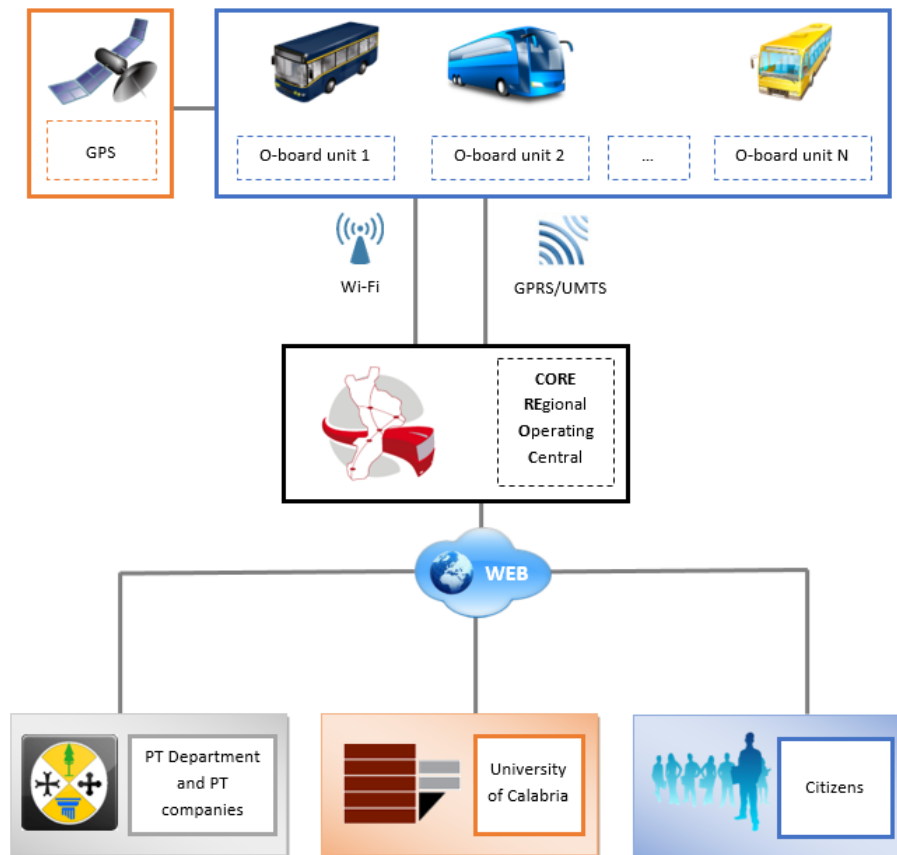 GPS
O-board unit 1
O-board unit 2
...
O-board unit N
Wi-Fi
GPRS/UMTS
CORE
REgional
Operating
Central
WEB
PT Department
and PT
companies
University
of Calabria
Citizens